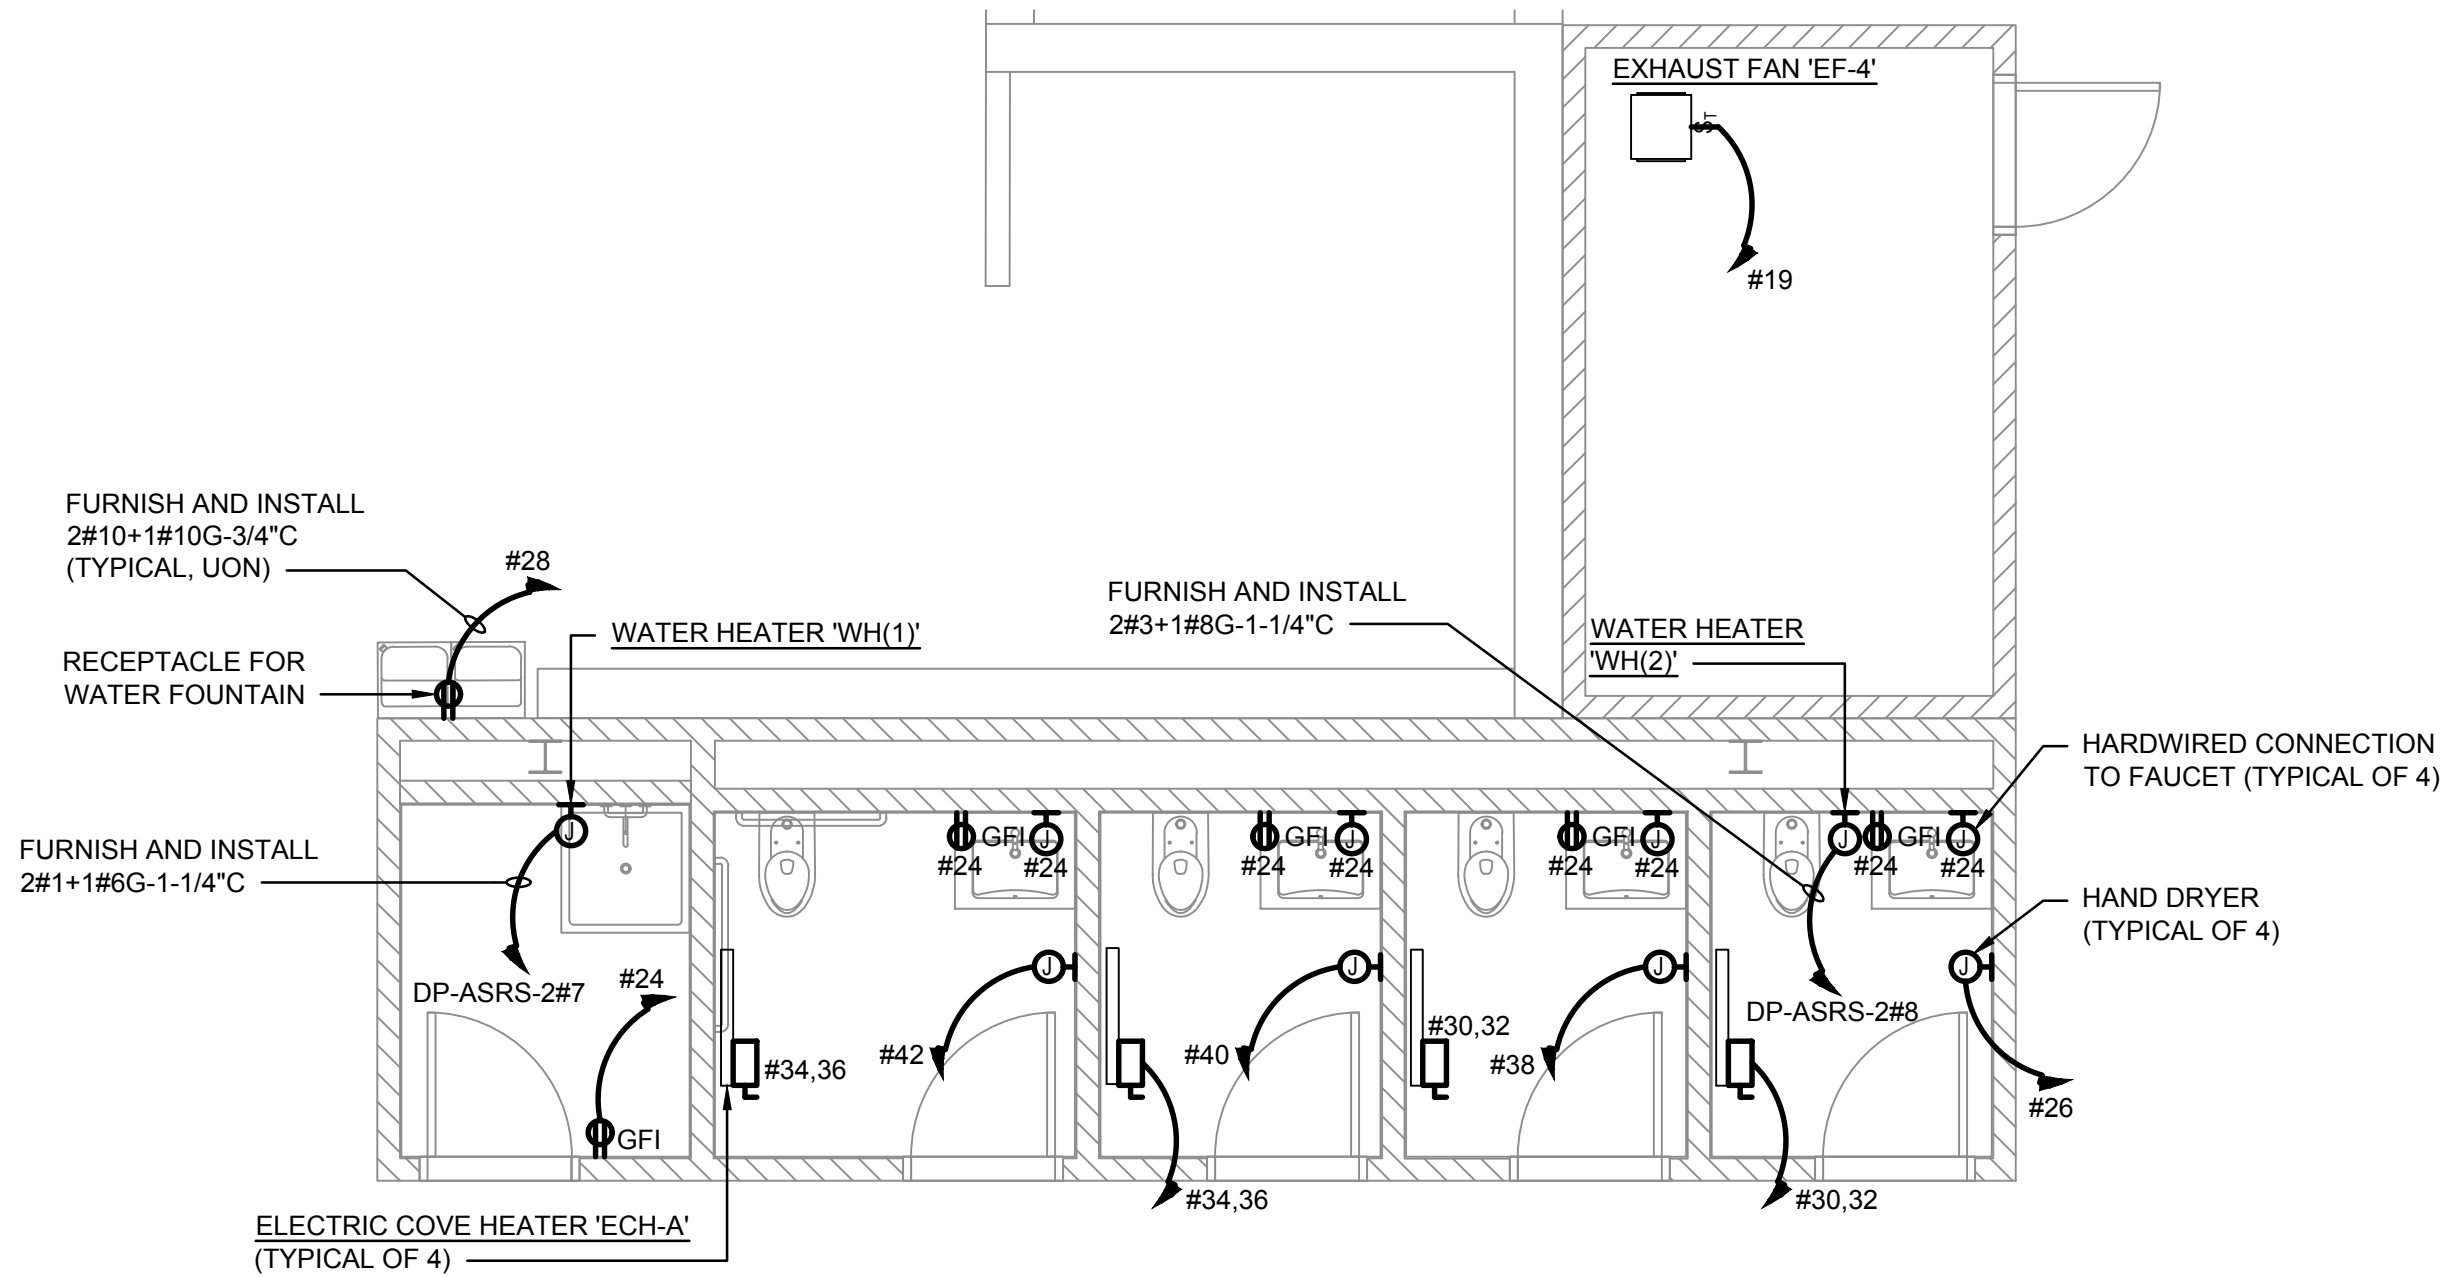 EXHAUST FAN 'EF-4'
S
T
#19
FURNISH AND INSTALL
2#10+1#10G-3/4"C
(TYPICAL, UON)
#28
RECEPTACLE FOR
WATER FOUNTAIN
WATER HEATER 'WH(1)'
FURNISH AND INSTALL
2#3+1#8G-1-1/4"C
WATER HEATER
'WH(2)'
HARDWIRED CONNECTION
TO FAUCET (TYPICAL OF 4)
FURNISH AND INSTALL
2#1+1#6G-1-1/4"C
J
GFI
J
GFI
J
GFI
J
J
GFI
J
#24
#24
#24
#24
#24
#24
#24
#24
HAND DRYER
(TYPICAL OF 4)
J
J
J
J
DP-ASRS-2#7
#24
DP-ASRS-2#8
#34,36
#42
#40
#30,32
#38
#26
GFI
#34,36
#30,32
ELECTRIC COVE HEATER 'ECH-A'
(TYPICAL OF 4)